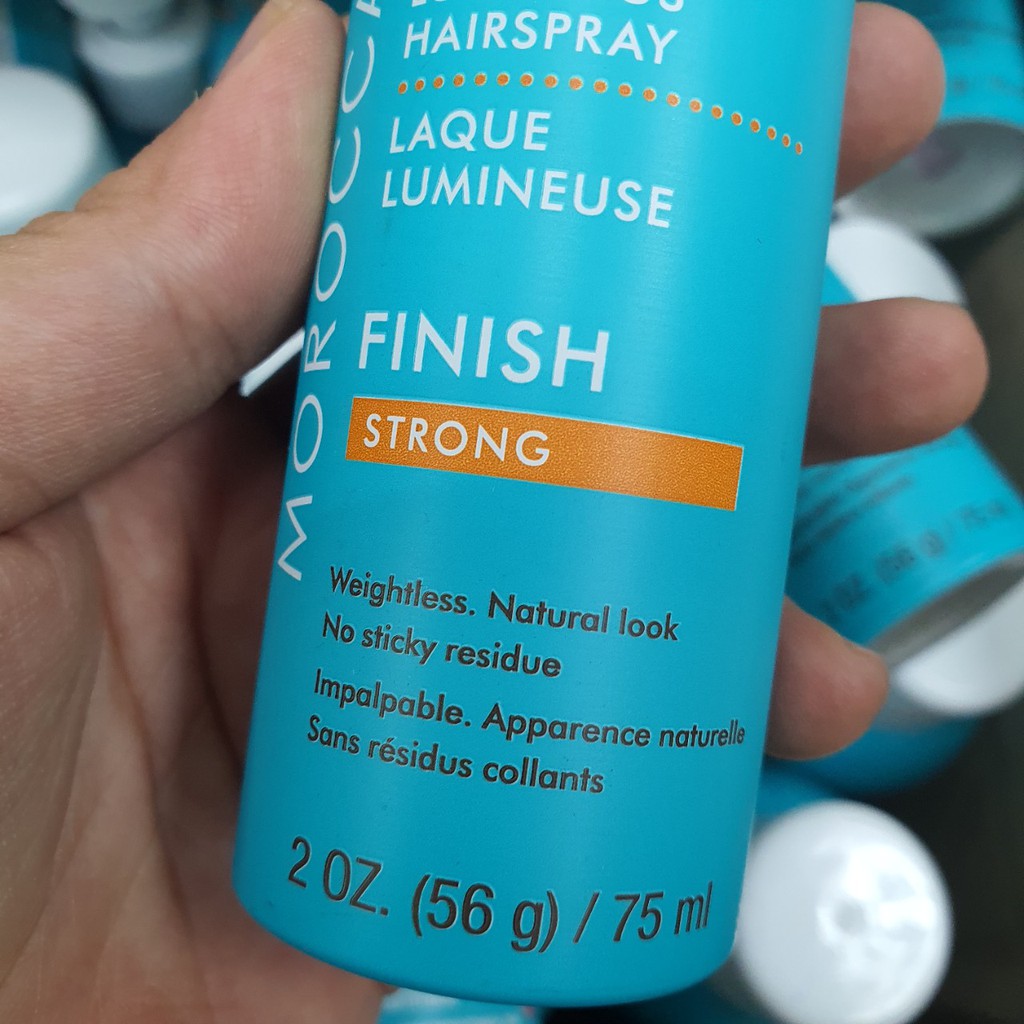 HAIRSPRAY
LAQUE
LUMINEUSE
FINISH
STRONG
Weightless. Natural look
No sticky residue
Impalpable. Apparence naturelle
Sans résidus collants
2 OZ. (56 g) / 75 ml